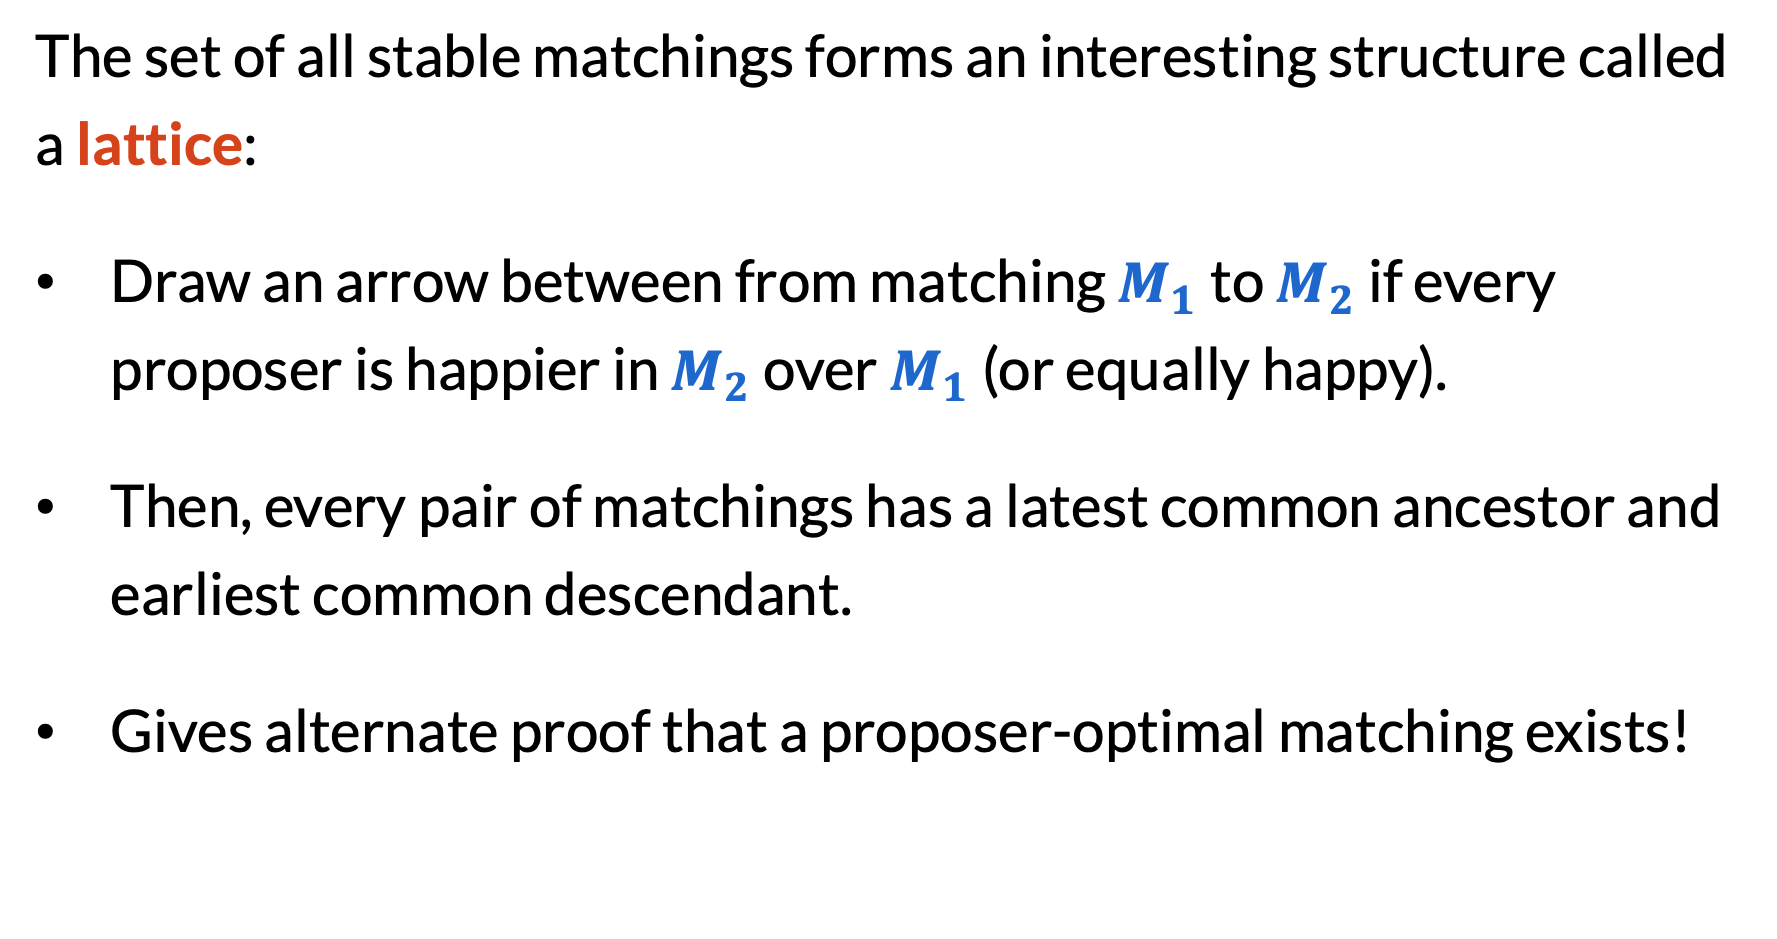 The set of all stable matchings forms an interesting structure called
a lattice:
• Draw an arrow between from matching M₁ to M₂ if every
proposer is happier in M₂ over M₁ (or equally happy).
• Then, every pair of matchings has a latest common ancestor and
earliest common descendant.
• Gives alternate proof that a proposer-optimal matching exists!